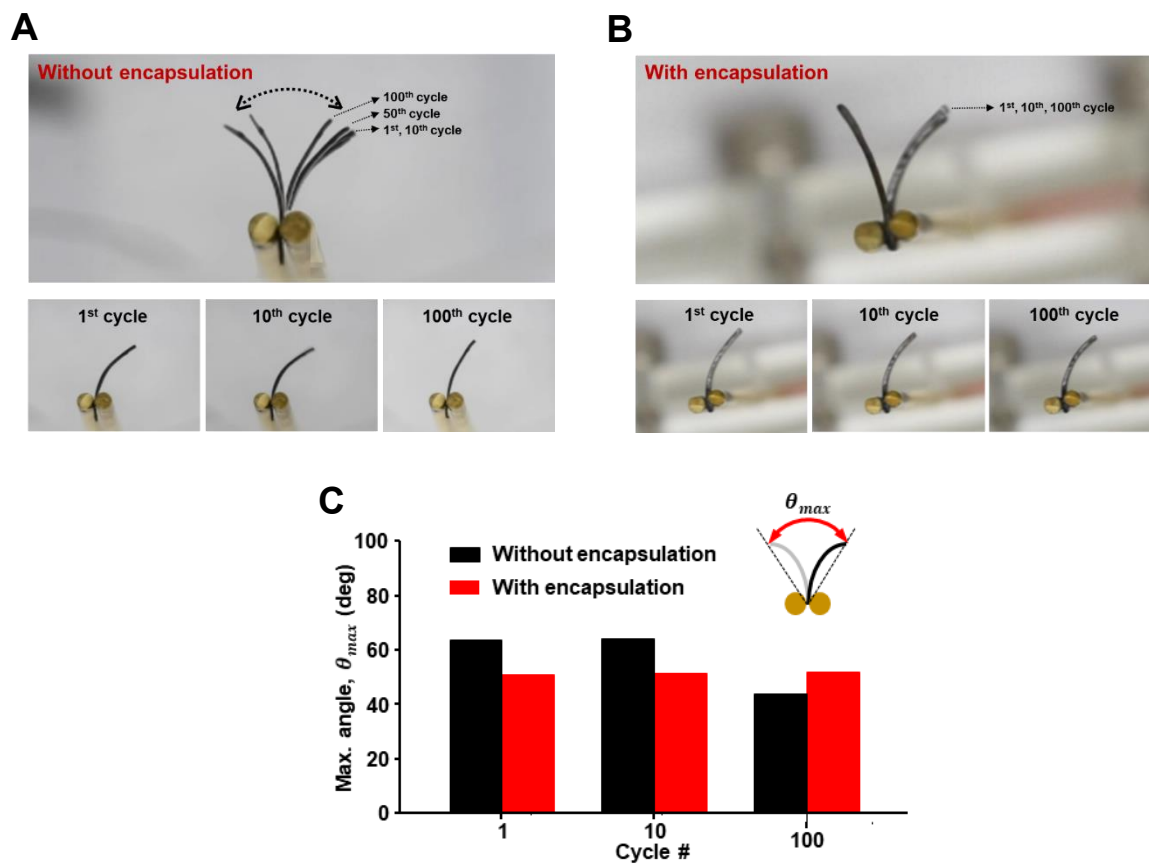 A
Without encapsulation
100th cycle
50th cycle
1st, 10th cycle
1st cycle
10th cycle
100th cycle
B
With encapsulation
1st, 10th, 100th cycle
1st cycle
10th cycle
100th cycle
C
θmax
Without encapsulation
With encapsulation
Max. angle, θmax (deg)
100
80
60
40
20
0
1
10
100
Cycle #